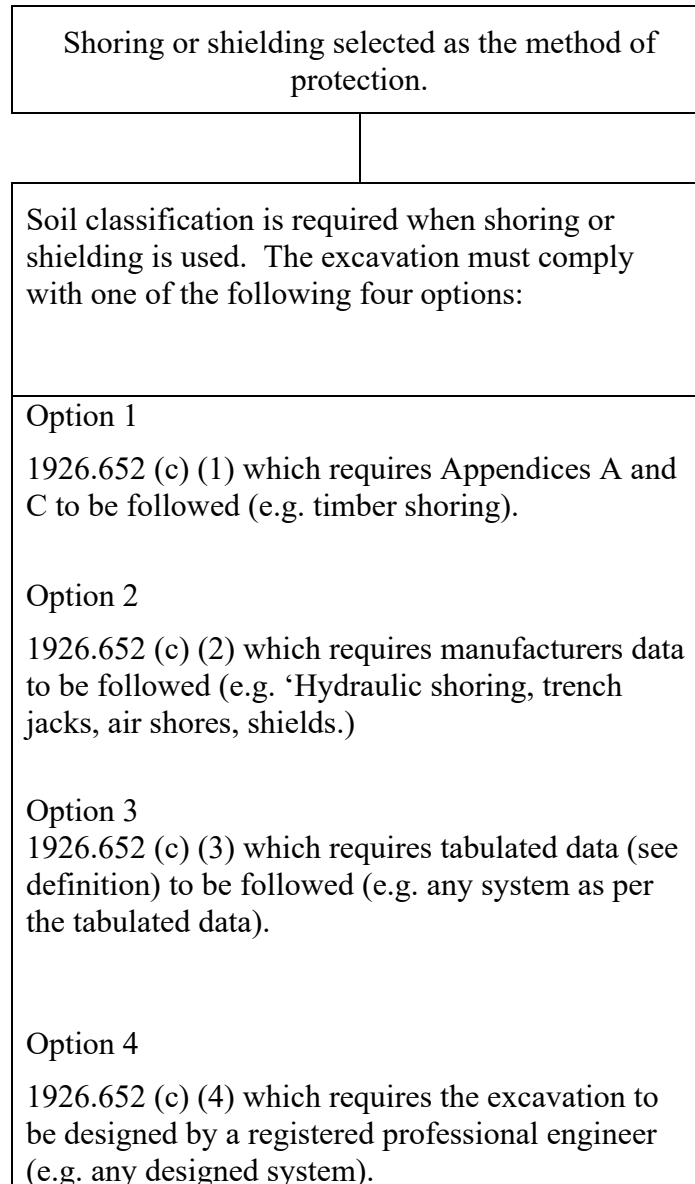 Shoring or shielding selected as the method of
protection.
Soil classification is required when shoring or
shielding is used.  The excavation must comply
with one of the following four options:
Option 1
1926.652 (c) (1) which requires Appendices A and
C to be followed (e.g. timber shoring).
Option 2
1926.652 (c) (2) which requires manufacturers data
to be followed (e.g. ‘Hydraulic shoring, trench
jacks, air shores, shields.)
Option 3
1926.652 (c) (3) which requires tabulated data (see
definition) to be followed (e.g. any system as per
the tabulated data).
Option 4
1926.652 (c) (4) which requires the excavation to
be designed by a registered professional engineer
(e.g. any designed system).